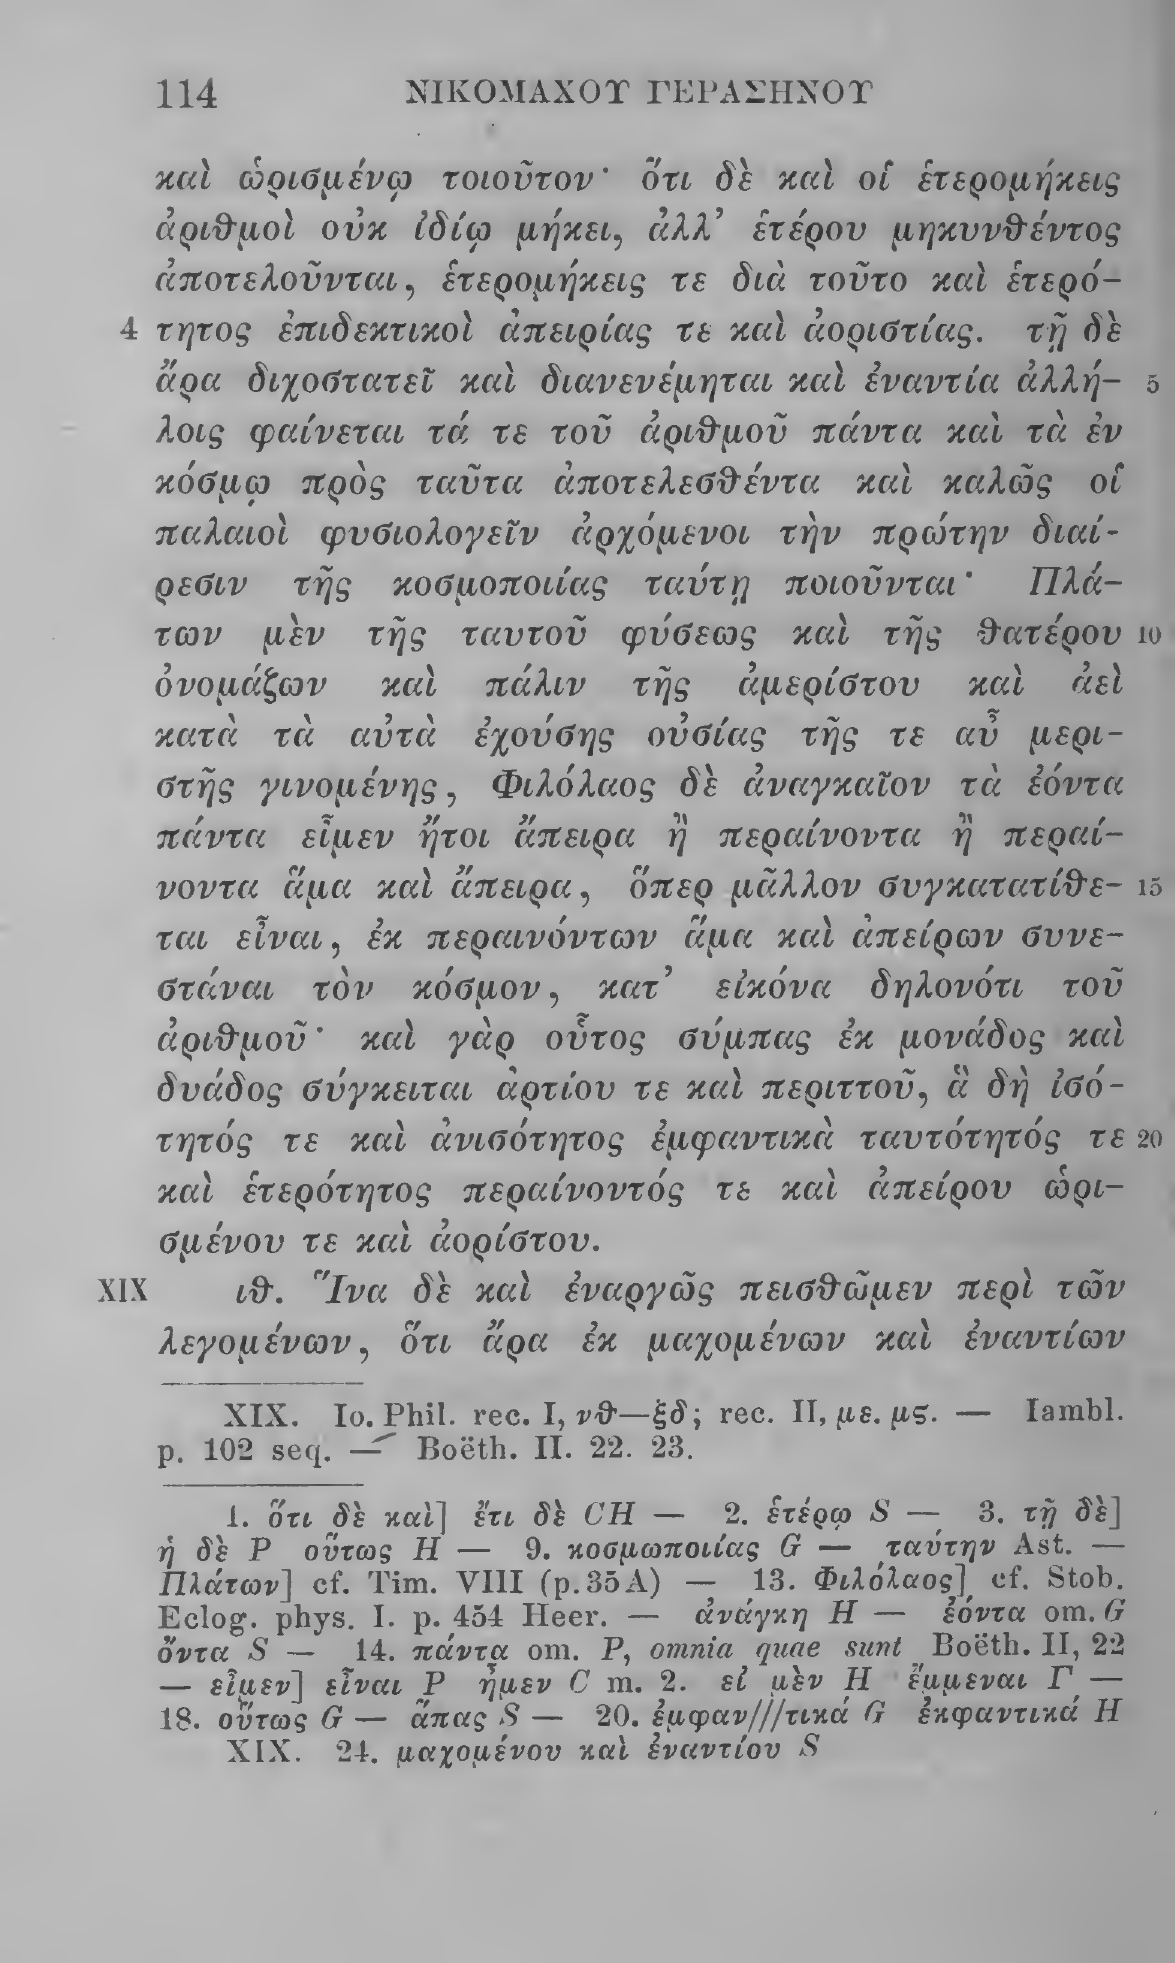 114 ΝΙΚΟΜΑΧΟΥ ΓΕΡΑΣΗΝΟΥ
καὶ ὡρισμένῳ τοιοῦτον· ὅτι δὲ καὶ οἱ ἑτερομήκεις
ἀριθμοὶ οὐκ ἰδίῳ μήκει, ἀλλ’ ἑτέρου μηκυνθέντος
ἀποτελοῦνται, ἑτερομήκεις τε διὰ τοῦτο καὶ ἑτερό-
4 τητος ἐπιδεκτικοὶ ἀπειρίας τε καὶ ἀοριστίας. τῇ δὲ
ἄρα διχοστατεῖ καὶ διανενέμηται καὶ ἐναντία ἀλλή- 5
λοις φαίνεται τά τε τοῦ ἀριθμοῦ πάντα καὶ τὰ ἐν
κόσμῳ πρὸς ταῦτα ἀποτελεσθέντα καὶ καλῶς οἱ
παλαιοὶ φυσιολογεῖν ἀρχόμενοι τὴν πρώτην διαί-
ρεσιν τῆς κοσμοποιίας ταύτῃ ποιοῦνται· Πλά-
των μὲν τῆς ταυτοῦ φύσεως καὶ τῆς θατέρου 10
ὀνομάζων καὶ πάλιν τῆς ἀμερίστου καὶ ἀεὶ
κατὰ τὰ αὐτὰ ἐχούσης οὐσίας τῆς τε αὖ μερι-
στῆς γινομένης, Φιλόλαος δὲ ἀναγκαῖον τὰ ἐόντα
πάντα εἶμεν ἤτοι ἄπειρα ἢ περαίνοντα ἢ περαί-
νοντα ἅμα καὶ ἄπειρα, ὅπερ μᾶλλον συγκατατίθε- 15
ται εἶναι, ἐκ περαινόντων ἅμα καὶ ἀπείρων συνε-
στάναι τὸν κόσμον, κατ’ εἰκόνα δηλονότι τοῦ
ἀριθμοῦ· καὶ γὰρ οὗτος σύμπας ἐκ μονάδος καὶ
δυάδος σύγκειται ἀρτίου τε καὶ περιττοῦ, ἃ δὴ ἰσό-
τητός τε καὶ ἀνισότητος ἐμφαντικὰ ταυτότητός τε 20
καὶ ἑτερότητος περαίνοντός τε καὶ ἀπείρου ὡρι-
σμένου τε καὶ ἀορίστου.
XIX ιθ. Ἵνα δὲ καὶ ἐναργῶς πεισθῶμεν περὶ τῶν
λεγομένων, ὅτι ἄρα ἐκ μαχομένων καὶ ἐναντίων
XIX. Io. Phil. rec. I, νθ—ξδ; rec. II, με. μς. — Iambl.
p. 102 seq. — Boëth. II. 22. 23.
1. ὅτι δὲ καὶ] ἔτι δὲ CH — 2. ἑτέρῳ S — 3. τῇ δὲ]
ἡ δὲ P οὕτως H — 9. κοσμωποιίας G — ταύτην Ast. —
Πλάτων] cf. Tim. VIII (p. 35 A) — 13. Φιλόλαος] cf. Stob.
Eclog. phys. I. p. 454 Heer. — ἀνάγκη H — ἐόντα om. G
ὄντα S — 14. πάντα om. P, omnia quae sunt Boëth. II, 22
— εἶμεν] εἶναι P ἦμεν C m. 2. εἰ μὲν H ἔμμεναι Γ —
18. οὕτως G — ἅπας S — 20. ἐμφαν///τικά G ἐκφαντικά H
XIX. 24. μαχομένου καὶ ἐναντίου S